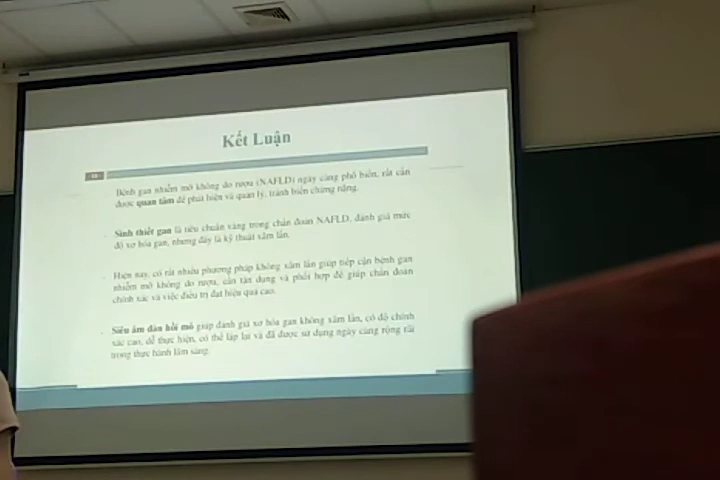 Kết Luận
Bệnh gan nhiễm mỡ không do rượu (NAFLD) ngày càng phổ biến, rất cần
được quan tâm để phát hiện và quản lý, tránh biến chứng nặng.
Sinh thiết gan là tiêu chuẩn vàng trong chẩn đoán NAFLD, đánh giá mức
độ xơ hóa gan, nhưng đây là kỹ thuật xâm lấn.
Hiện nay, có rất nhiều phương pháp không xâm lấn giúp tiếp cận bệnh gan
nhiễm mỡ không do rượu, cần tận dụng và phối hợp để giúp chẩn đoán
chính xác và việc điều trị đạt hiệu quả cao.
Siêu âm đàn hồi mô giúp đánh giá xơ hóa gan không xâm lấn, có độ chính
xác cao, dễ thực hiện, có thể lặp lại và đã được sử dụng ngày càng rộng rãi
trong thực hành lâm sàng.